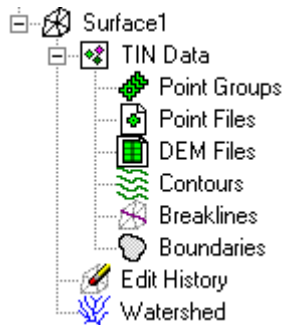 Surface1
TIN Data
Point Groups
Point Files
DEM Files
Contours
Breaklines
Boundaries
Edit History
Watershed